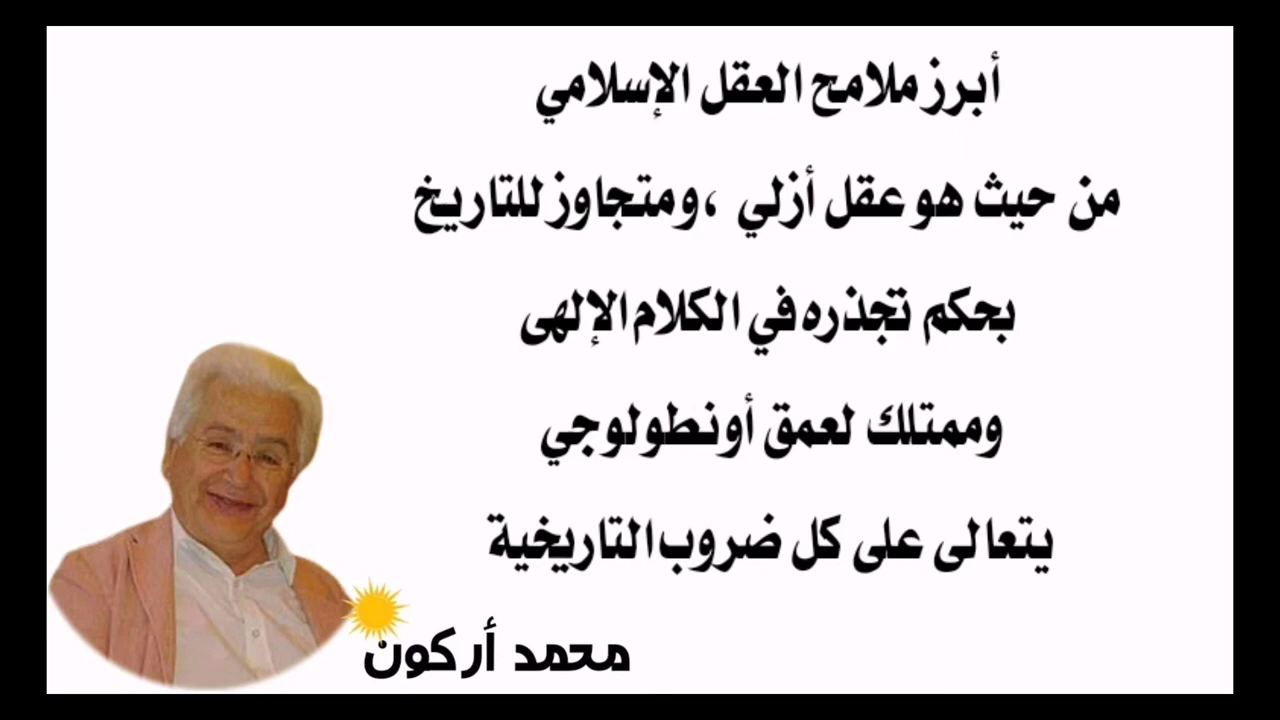 أبرز ملامح العقل الإسلامي
من حيث هو عقل أزلي ،ومتجاوز للتاريخ
بحكم تجذره في الكلام الإلهى
وممتلك لعمق أونطولوجي
يتعالى على كل ضروب التاريخية
محمد أركون